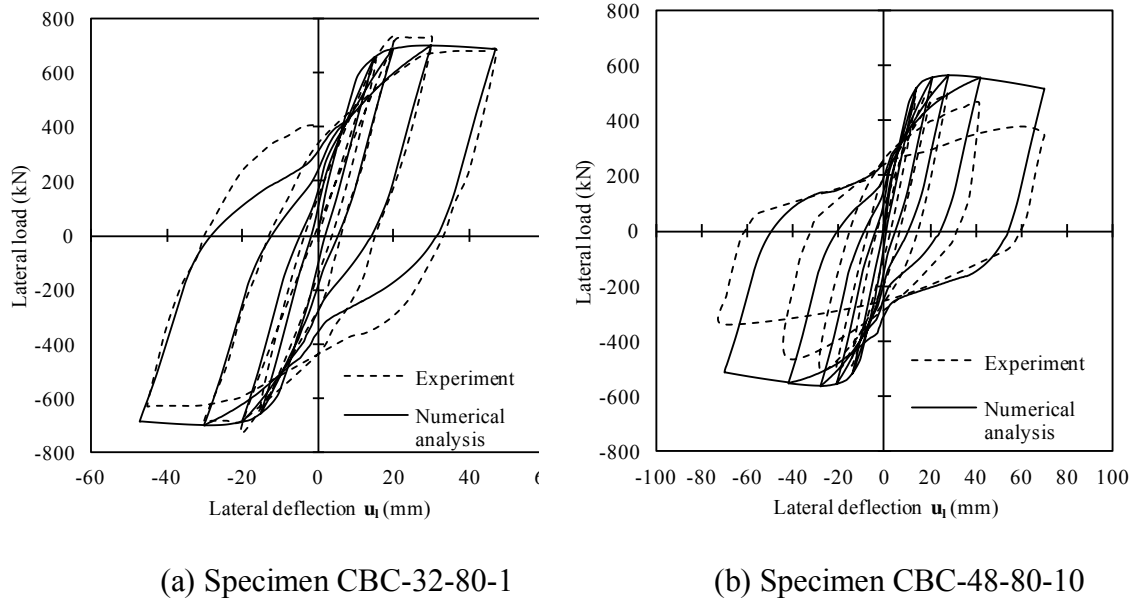 800
600
400
200
0
-200
-400
-600
-800
-60 -40 -20 0 20 40 6
Lateral load (kN)
Lateral deflection u_l (mm)
Experiment
Numerical
analysis
(a) Specimen CBC-32-80-1
800
600
400
200
0
-200
-400
-600
-800
-100 -80 -60 -40 -20 0 20 40 60 80 100
Lateral load (kN)
Lateral deflection u_l (mm)
Experiment
Numerical
analysis
(b) Specimen CBC-48-80-10